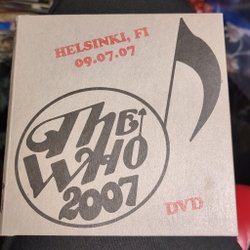 HELSINKI, FI
09.07.07
THE
WHO
2007
DVD